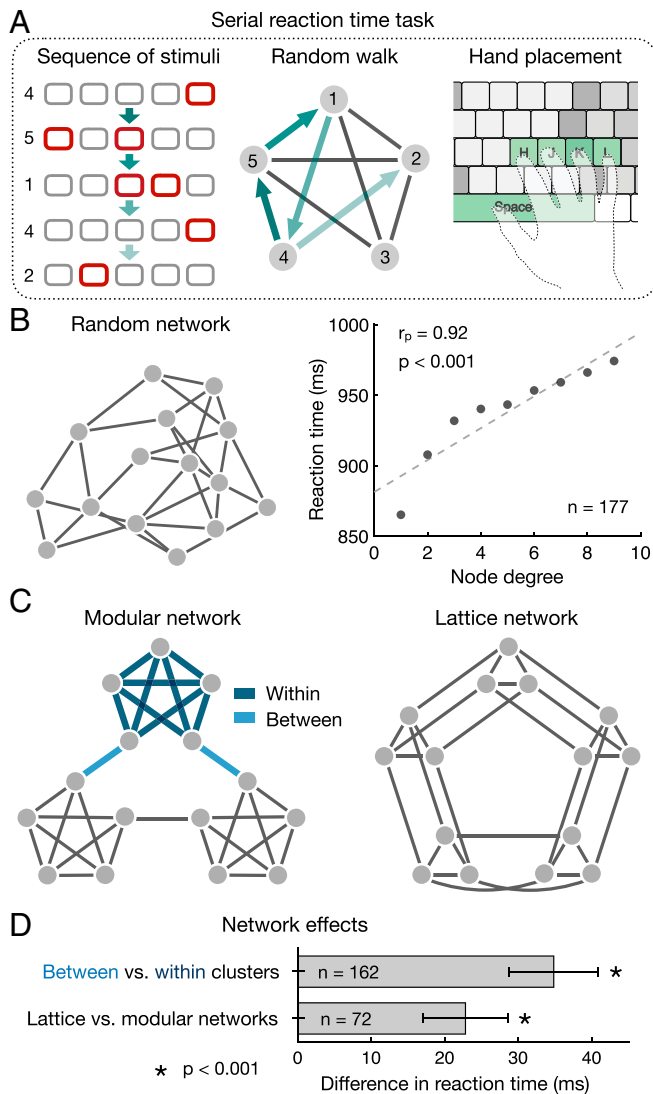 A
Serial reaction time task
Sequence of stimuli
Random walk
Hand placement
4
5
1
4
2
1
2
3
4
5
H J K L
Space
B
Random network
1000
950
900
850
Reaction time (ms)
rp = 0.92
p < 0.001
n = 177
0 2 4 6 8 10
Node degree
C
Modular network
Lattice network
Within
Between
D
Network effects
Between vs. within clusters
n = 162
*
Lattice vs. modular networks
n = 72
*
* p < 0.001
0 10 20 30 40
Difference in reaction time (ms)